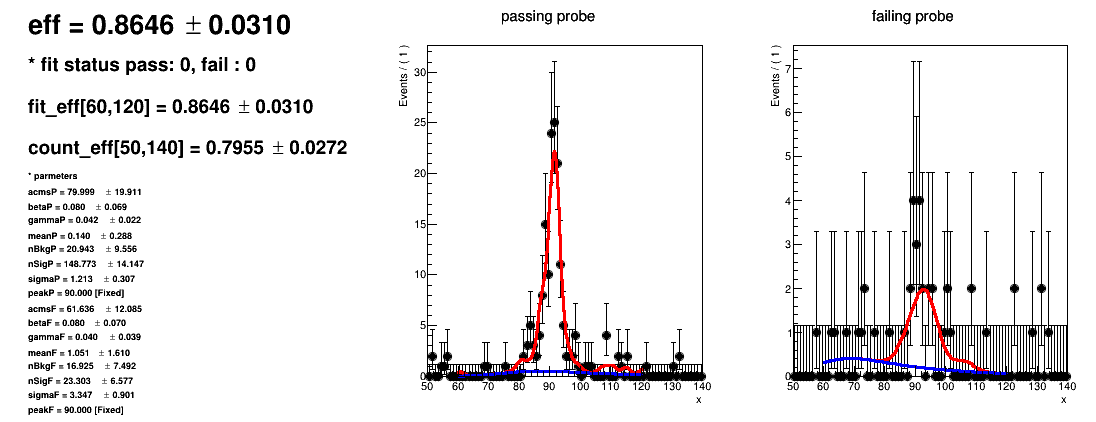 eff = 0.8646 ± 0.0310
* fit status pass: 0, fail : 0
fit_eff[60,120] = 0.8646 ± 0.0310
count_eff[50,140] = 0.7955 ± 0.0272
* parmeters
acmsP = 79.999 ± 19.911
betaP = 0.080 ± 0.069
gammaP = 0.042 ± 0.022
meanP = 0.140 ± 0.288
nBkgP = 20.943 ± 9.556
nSigP = 148.773 ± 14.147
sigmaP = 1.213 ± 0.307
peakP = 90.000 [Fixed]
acmsF = 61.636 ± 12.085
betaF = 0.080 ± 0.070
gammaF = 0.040 ± 0.039
meanF = 1.051 ± 1.610
nBkgF = 16.925 ± 7.492
nSigF = 23.303 ± 6.577
sigmaF = 3.347 ± 0.901
peakF = 90.000 [Fixed]
passing probe
Events / ( 1 )
30
25
20
15
10
5
0
50 60 70 80 90 100 110 120 130 140
x
failing probe
Events / ( 1 )
7
6
5
4
3
2
1
0
50 60 70 80 90 100 110 120 130 140
x